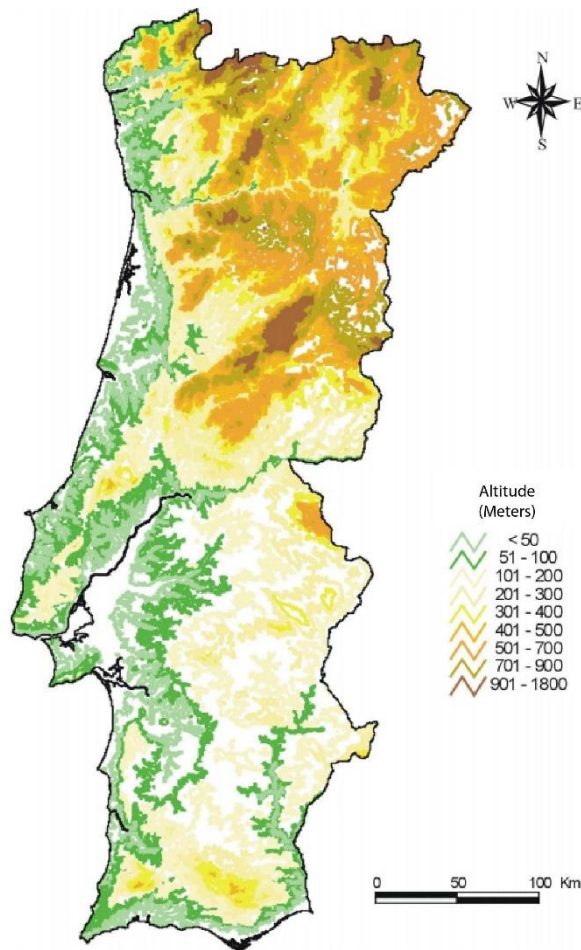 N
W E
S
Altitude
(Meters)
< 50
51 - 100
101 - 200
201 - 300
301 - 400
401 - 500
501 - 700
701 - 900
901 - 1800
0 50 100 Km